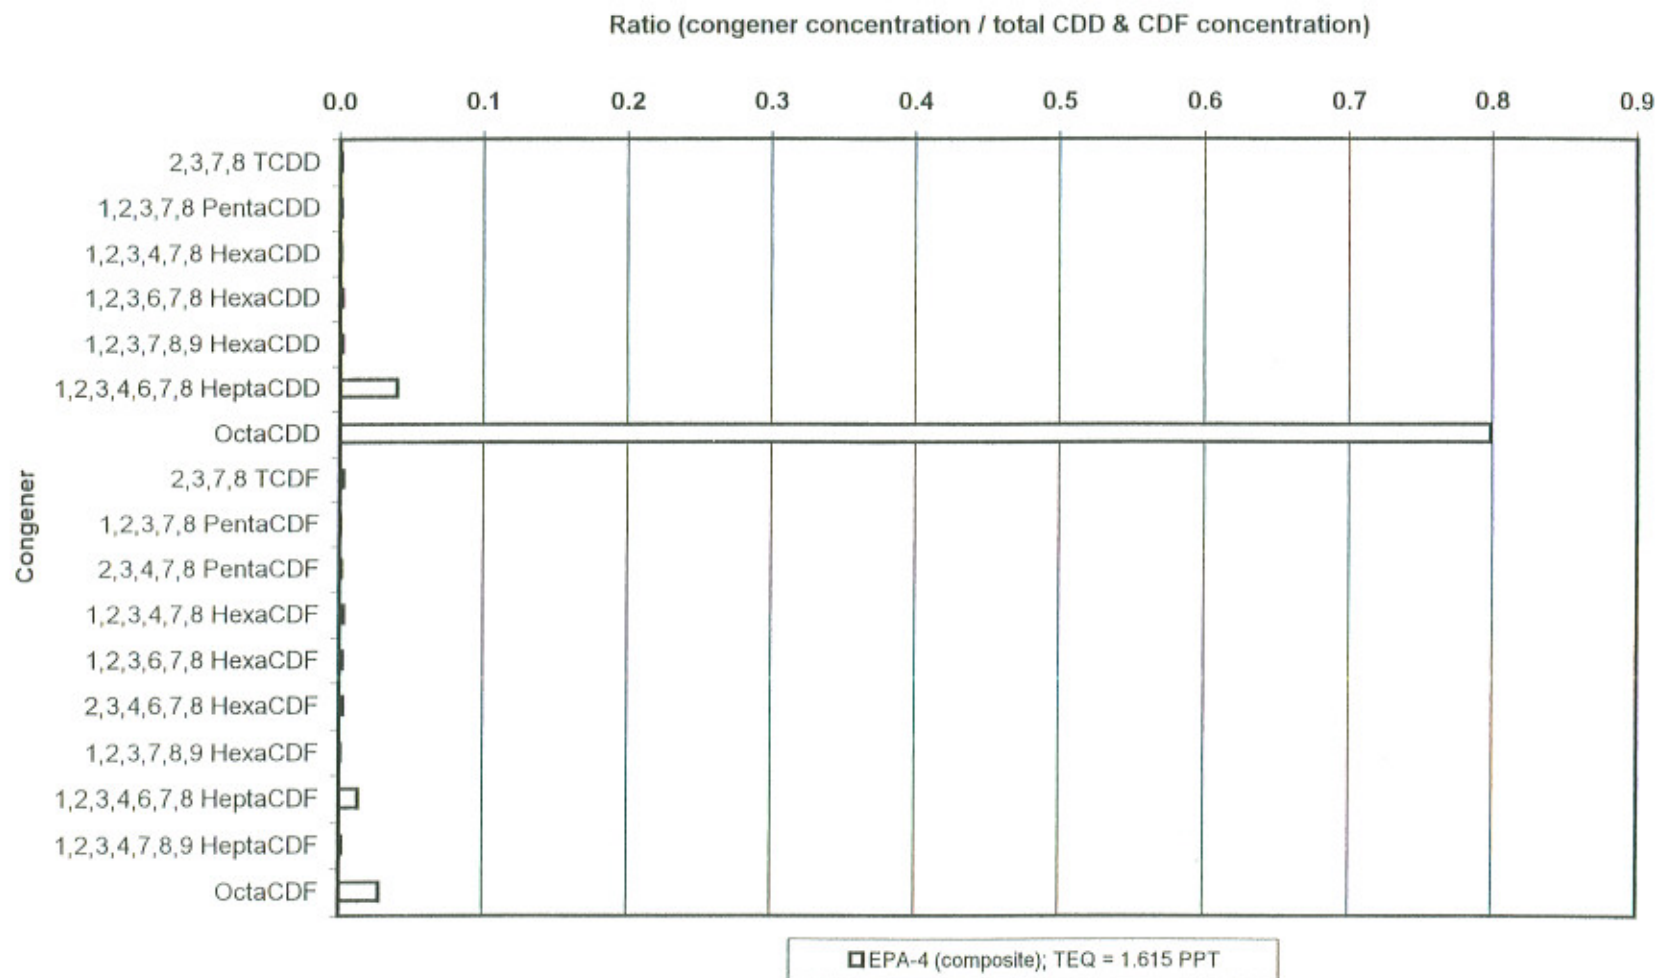 Ratio (congener concentration / total CDD & CDF concentration)
0.0 0.1 0.2 0.3 0.4 0.5 0.6 0.7 0.8 0.9
2,3,7,8 TCDD
1,2,3,7,8 PentaCDD
1,2,3,4,7,8 HexaCDD
1,2,3,6,7,8 HexaCDD
1,2,3,7,8,9 HexaCDD
1,2,3,4,6,7,8 HeptaCDD
OctaCDD
2,3,7,8 TCDF
1,2,3,7,8 PentaCDF
2,3,4,7,8 PentaCDF
1,2,3,4,7,8 HexaCDF
1,2,3,6,7,8 HexaCDF
2,3,4,6,7,8 HexaCDF
1,2,3,7,8,9 HexaCDF
1,2,3,4,6,7,8 HeptaCDF
1,2,3,4,7,8,9 HeptaCDF
OctaCDF
Congener
EPA-4 (composite); TEQ = 1.615 PPT